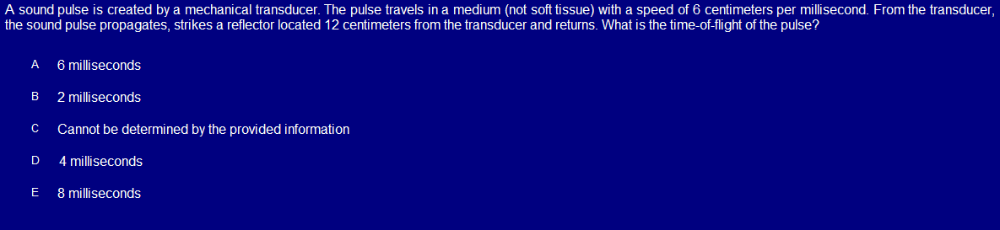 A sound pulse is created by a mechanical transducer. The pulse travels in a medium (not soft tissue) with a speed of 6 centimeters per millisecond. From the transducer,
the sound pulse propagates, strikes a reflector located 12 centimeters from the transducer and returns. What is the time-of-flight of the pulse?
A 6 milliseconds
B 2 milliseconds
C Cannot be determined by the provided information
D 4 milliseconds
E 8 milliseconds